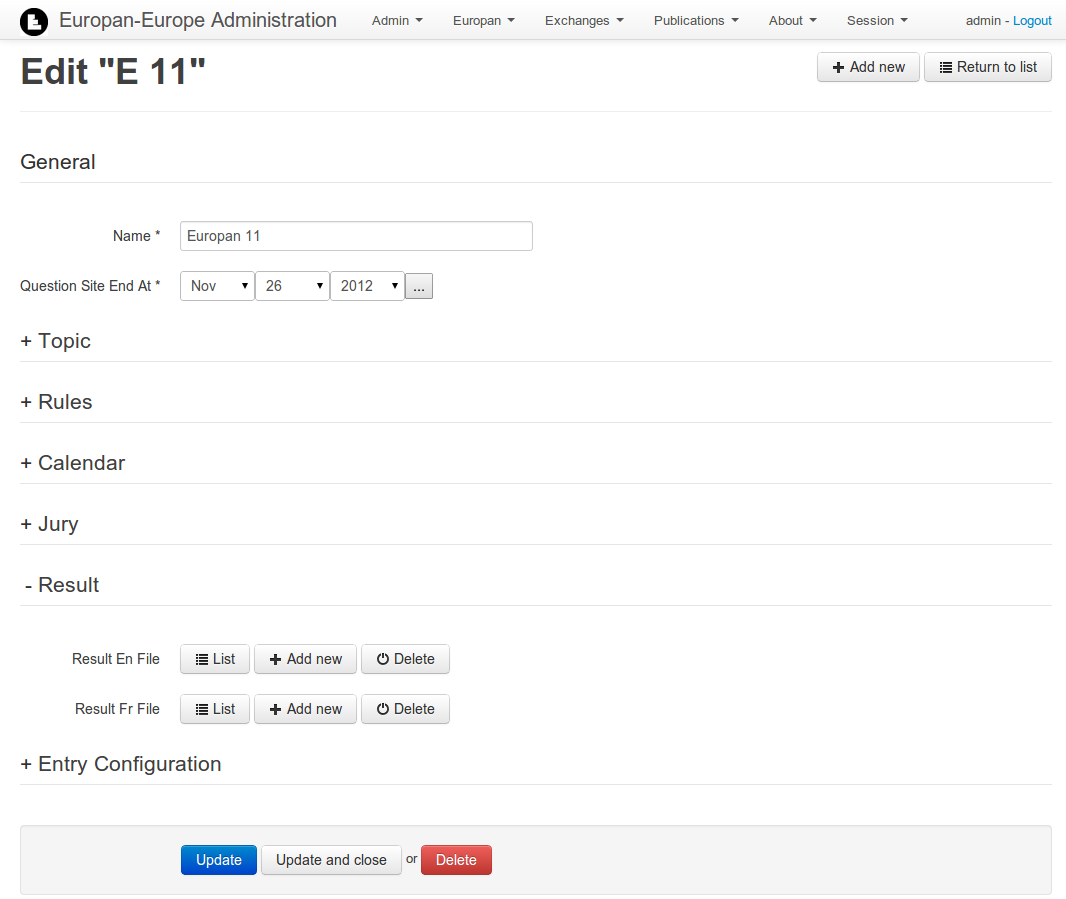 Europan-Europe Administration Admin Europan Exchanges Publications About Session admin - Logout
Edit "E 11" Add new Return to list
General
Name * Europan 11
Question Site End At * Nov 26 2012 ...
+ Topic
+ Rules
+ Calendar
+ Jury
- Result
Result En File List Add new Delete
Result Fr File List Add new Delete
+ Entry Configuration
Update Update and close or Delete